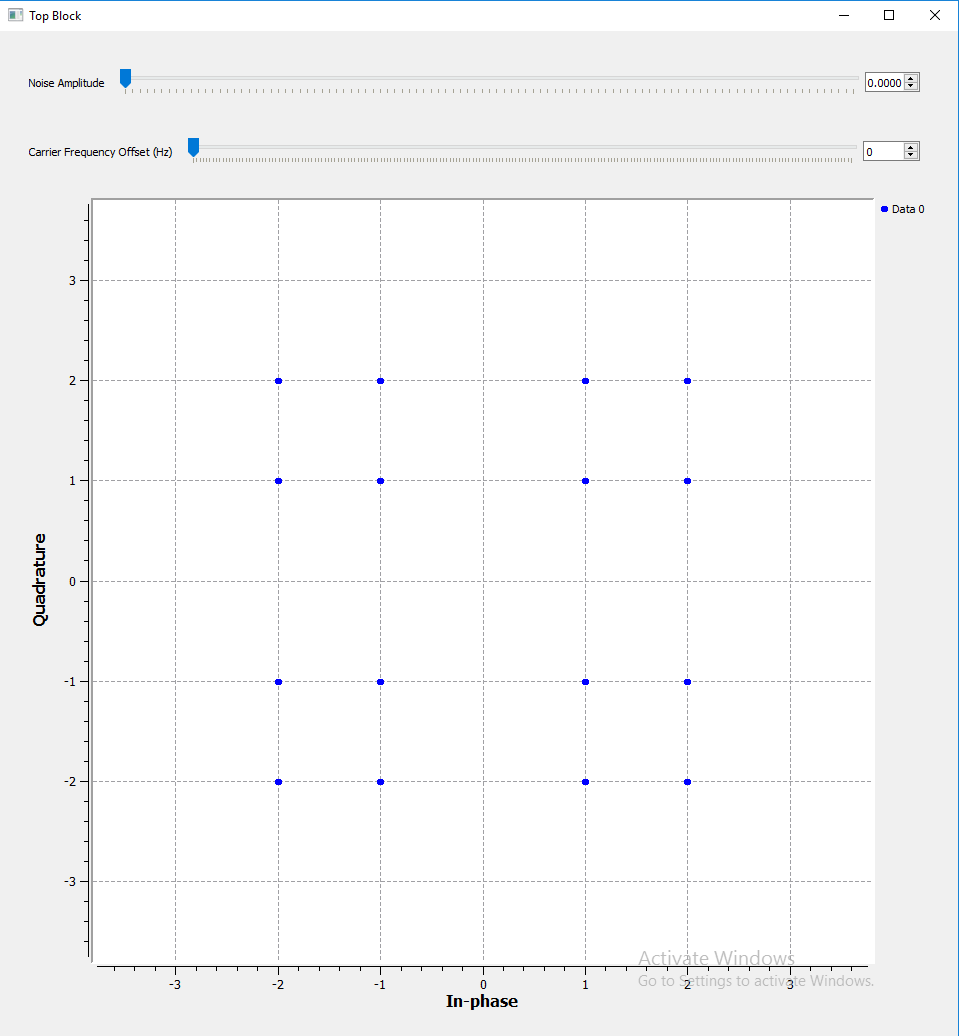 Top Block
Noise Amplitude 0.0000
Carrier Frequency Offset (Hz) 0
Data 0
3
2
1
0
-1
-2
-3
Quadrature
-3 -2 -1 0 1 2 3
In-phase
Activate Windows
Go to Settings to activate Windows.